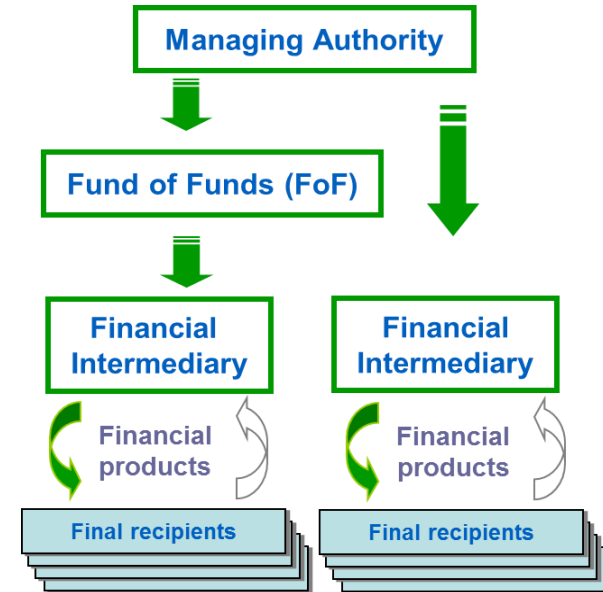 Managing Authority
Fund of Funds (FoF)
Financial
Intermediary
Financial
Intermediary
Financial
products
Financial
products
Final recipients
Final recipients